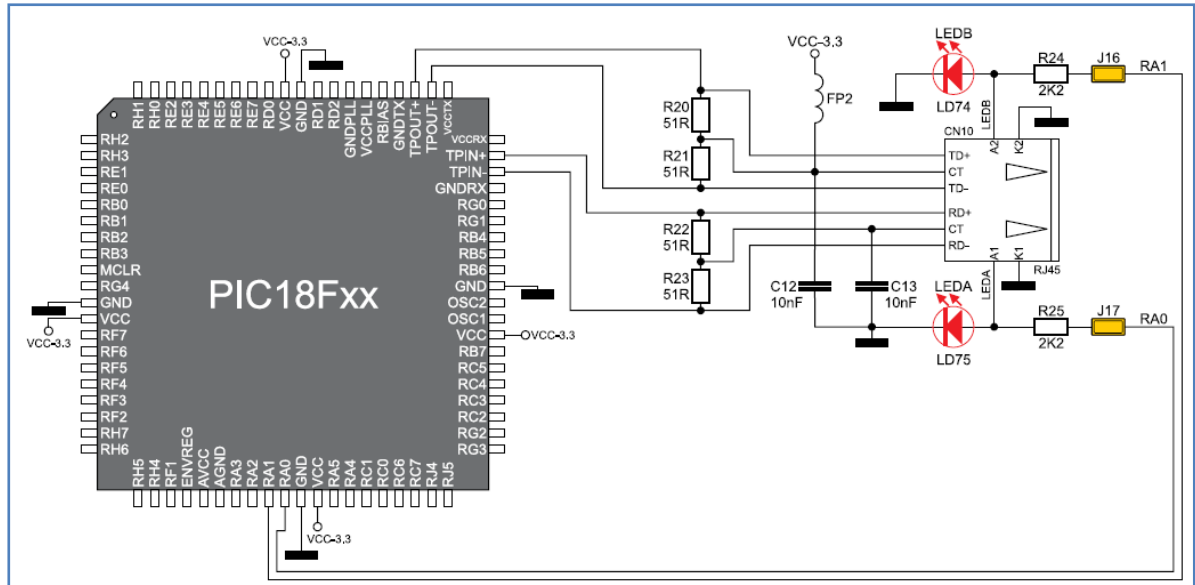 VCC-3.3
RH1
RH0
RE2
RE3
RE4
RE5
RE6
RE7
RD0
VCC
GND
RD1
RD2
GNDPLL
VCCPLL
RBIAS
GNDTX
TPOUT+
TPOUT-
VCCTX
RH2
RH3
RE1
RE0
RB0
RB1
RB2
RB3
MCLR
RG4
GND
VCC
RF7
RF6
RF5
RF4
RF3
RF2
RH7
RH6
VCC-3.3
PIC18Fxx
VCCRX
TPIN+
TPIN-
GNDRX
RG0
RG1
RB4
RB5
RB6
GND
OSC2
OSC1
VCC
RB7
RC5
RC4
RC3
RC2
RG2
RG3
VCC-3.3
RH5
RH4
RF1
ENVREG
AVCC
AGND
RA3
RA2
RA1
RA0
GND
VCC
RA5
RA4
RC1
RC0
RC6
RC7
RJ4
RJ5
VCC-3.3
R20
51R
R21
51R
R22
51R
R23
51R
VCC-3.3
FP2
C12
10nF
C13
10nF
LEDB
LD74
LEDB
R24
2K2
J16
RA1
CN10
A2
K2
TD+
CT
TD-
RD+
CT
RD-
A1
K1
RJ45
LEDA
LEDA
LD75
R25
2K2
J17
RA0